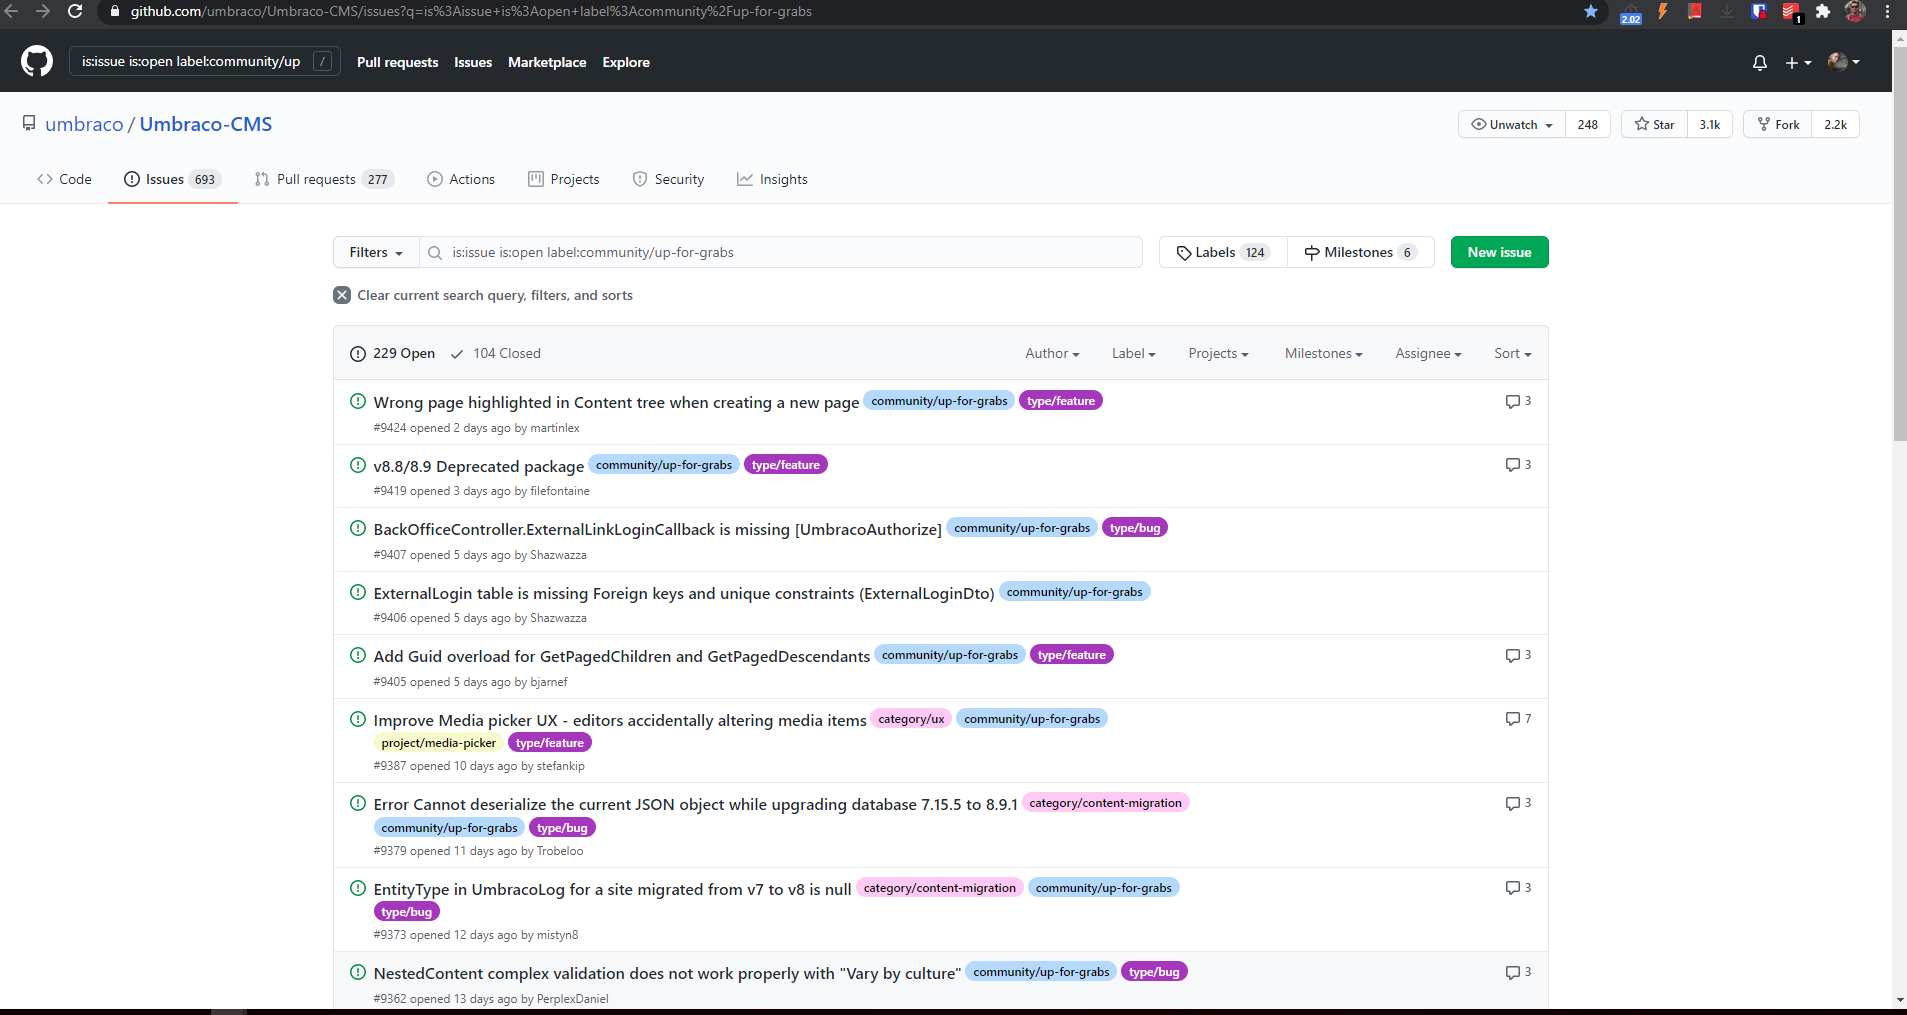 github.com/umbraco/Umbraco-CMS/issues?q=is%3Aissue+is%3Aopen+label%3Acommunity%2Fup-for-grabs
2.02
1
is:issue is:open label:community/up
/
Pull requests Issues Marketplace Explore
umbraco / Umbraco-CMS
Unwatch 248 Star 3.1k Fork 2.2k
Code Issues 693 Pull requests 277 Actions Projects Security Insights
Filters is:issue is:open label:community/up-for-grabs Labels 124 Milestones 6 New issue
Clear current search query, filters, and sorts
229 Open 104 Closed Author Label Projects Milestones Assignee Sort
Wrong page highlighted in Content tree when creating a new page community/up-for-grabs type/feature 3
#9424 opened 2 days ago by martinlex
v8.8/8.9 Deprecated package community/up-for-grabs type/feature 3
#9419 opened 3 days ago by filefontaine
BackOfficeController.ExternalLinkLoginCallback is missing [UmbracoAuthorize] community/up-for-grabs type/bug
#9407 opened 5 days ago by Shazwazza
ExternalLogin table is missing Foreign keys and unique constraints (ExternalLoginDto) community/up-for-grabs
#9406 opened 5 days ago by Shazwazza
Add Guid overload for GetPagedChildren and GetPagedDescendants community/up-for-grabs type/feature 3
#9405 opened 5 days ago by bjarnef
Improve Media picker UX - editors accidentally altering media items category/ux community/up-for-grabs 7
project/media-picker type/feature
#9387 opened 10 days ago by stefankip
Error Cannot deserialize the current JSON object while upgrading database 7.15.5 to 8.9.1 category/content-migration 3
community/up-for-grabs type/bug
#9379 opened 11 days ago by Trobeloo
EntityType in UmbracoLog for a site migrated from v7 to v8 is null category/content-migration community/up-for-grabs 3
type/bug
#9373 opened 12 days ago by mistyn8
NestedContent complex validation does not work properly with "Vary by culture" community/up-for-grabs type/bug 3
#9362 opened 13 days ago by PerplexDaniel